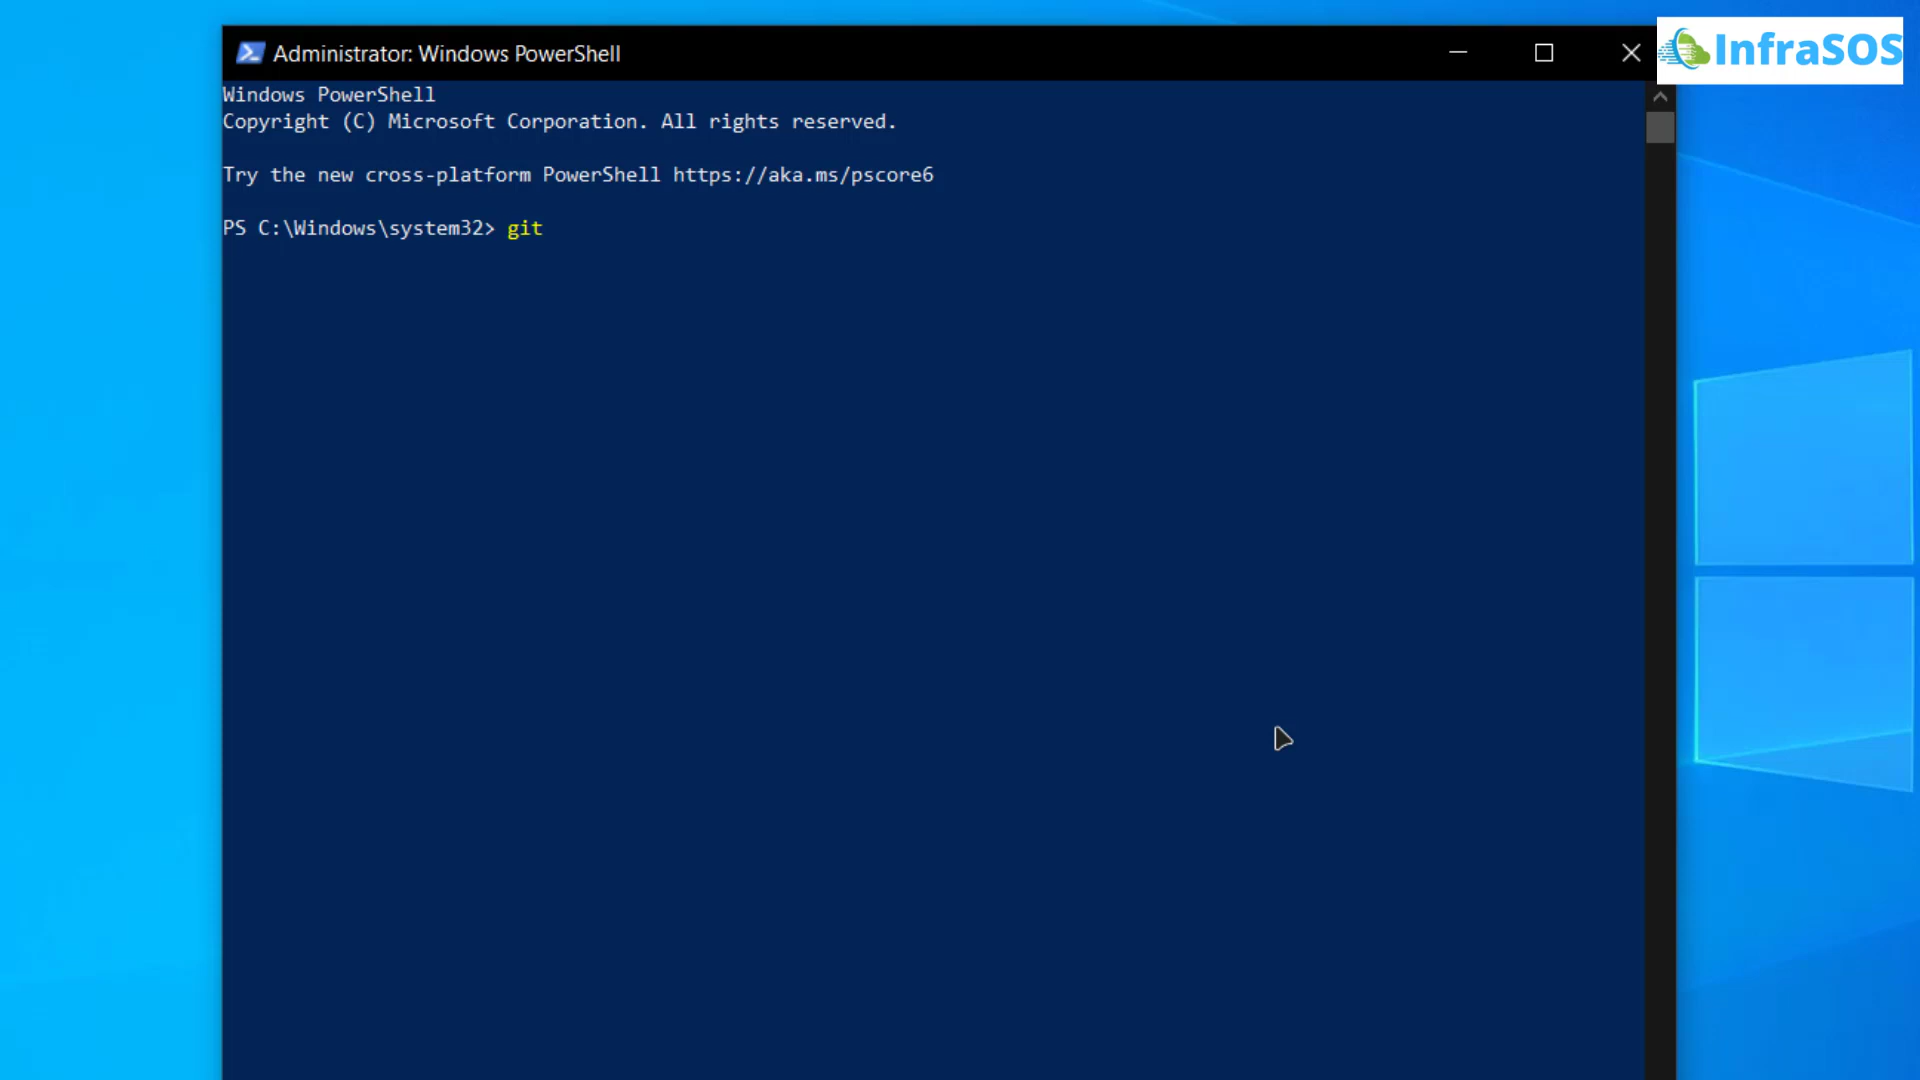 InfraSOS
Administrator: Windows PowerShell
Windows PowerShell
Copyright (C) Microsoft Corporation. All rights reserved.
Try the new cross-platform PowerShell https://aka.ms/pscore6
PS C:\Windows\system32> git